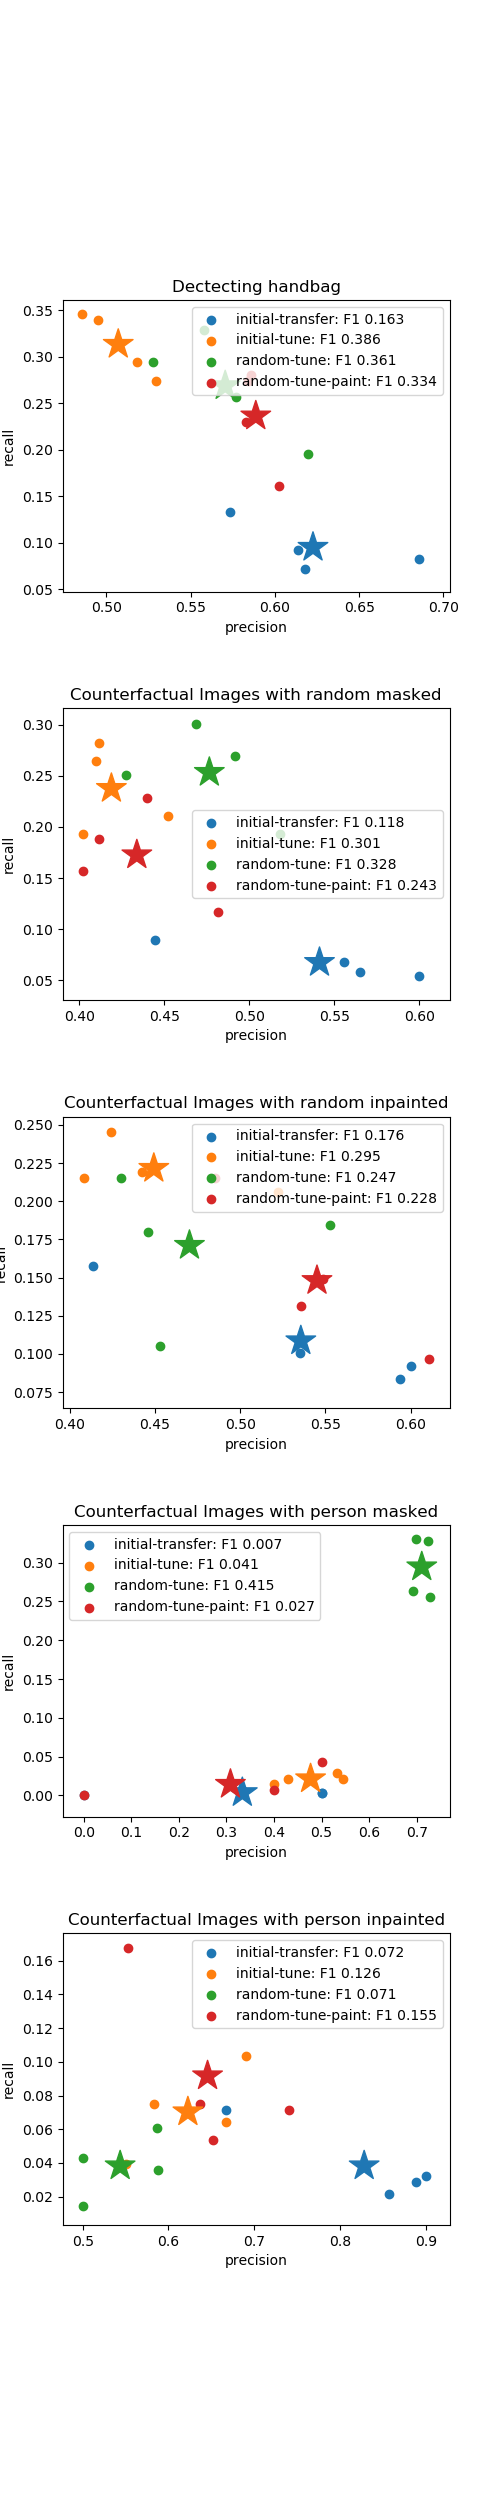 Dectecting handbag
initial-transfer: F1 0.163
initial-tune: F1 0.386
random-tune: F1 0.361
random-tune-paint: F1 0.334
0.35
0.30
0.25
0.20
0.15
0.10
0.05
recall
0.50 0.55 0.60 0.65 0.70
precision
Counterfactual Images with random masked
initial-transfer: F1 0.118
initial-tune: F1 0.301
random-tune: F1 0.328
random-tune-paint: F1 0.243
0.30
0.25
0.20
0.15
0.10
0.05
recall
0.40 0.45 0.50 0.55 0.60
precision
Counterfactual Images with random inpainted
initial-transfer: F1 0.176
initial-tune: F1 0.295
random-tune: F1 0.247
random-tune-paint: F1 0.228
0.250
0.225
0.200
0.175
0.150
0.125
0.100
0.075
recall
0.40 0.45 0.50 0.55 0.60
precision
Counterfactual Images with person masked
initial-transfer: F1 0.007
initial-tune: F1 0.041
random-tune: F1 0.415
random-tune-paint: F1 0.027
0.30
0.25
0.20
0.15
0.10
0.05
0.00
recall
0.0 0.1 0.2 0.3 0.4 0.5 0.6 0.7
precision
Counterfactual Images with person inpainted
initial-transfer: F1 0.072
initial-tune: F1 0.126
random-tune: F1 0.071
random-tune-paint: F1 0.155
0.16
0.14
0.12
0.10
0.08
0.06
0.04
0.02
recall
0.5 0.6 0.7 0.8 0.9
precision